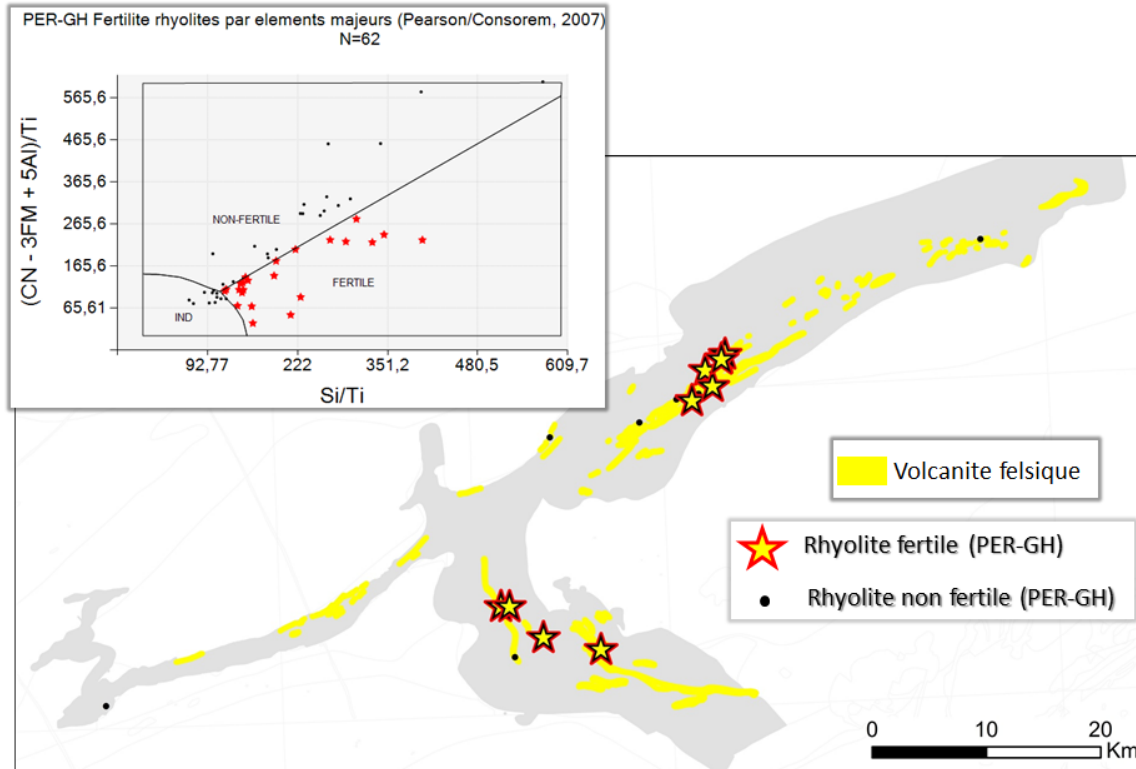 PER-GH Fertilite rhyolites par elements majeurs (Pearson/Consorem, 2007)
N=62
(CN - 3FM + 5Al)/Ti
565,6
465,6
365,6
265,6
165,6
65,61
NON-FERTILE
FERTILE
IND
92,77
222
351,2
480,5
609,7
Si/Ti
Volcanite felsique
Rhyolite fertile (PER-GH)
Rhyolite non fertile (PER-GH)
0
10
20
Km